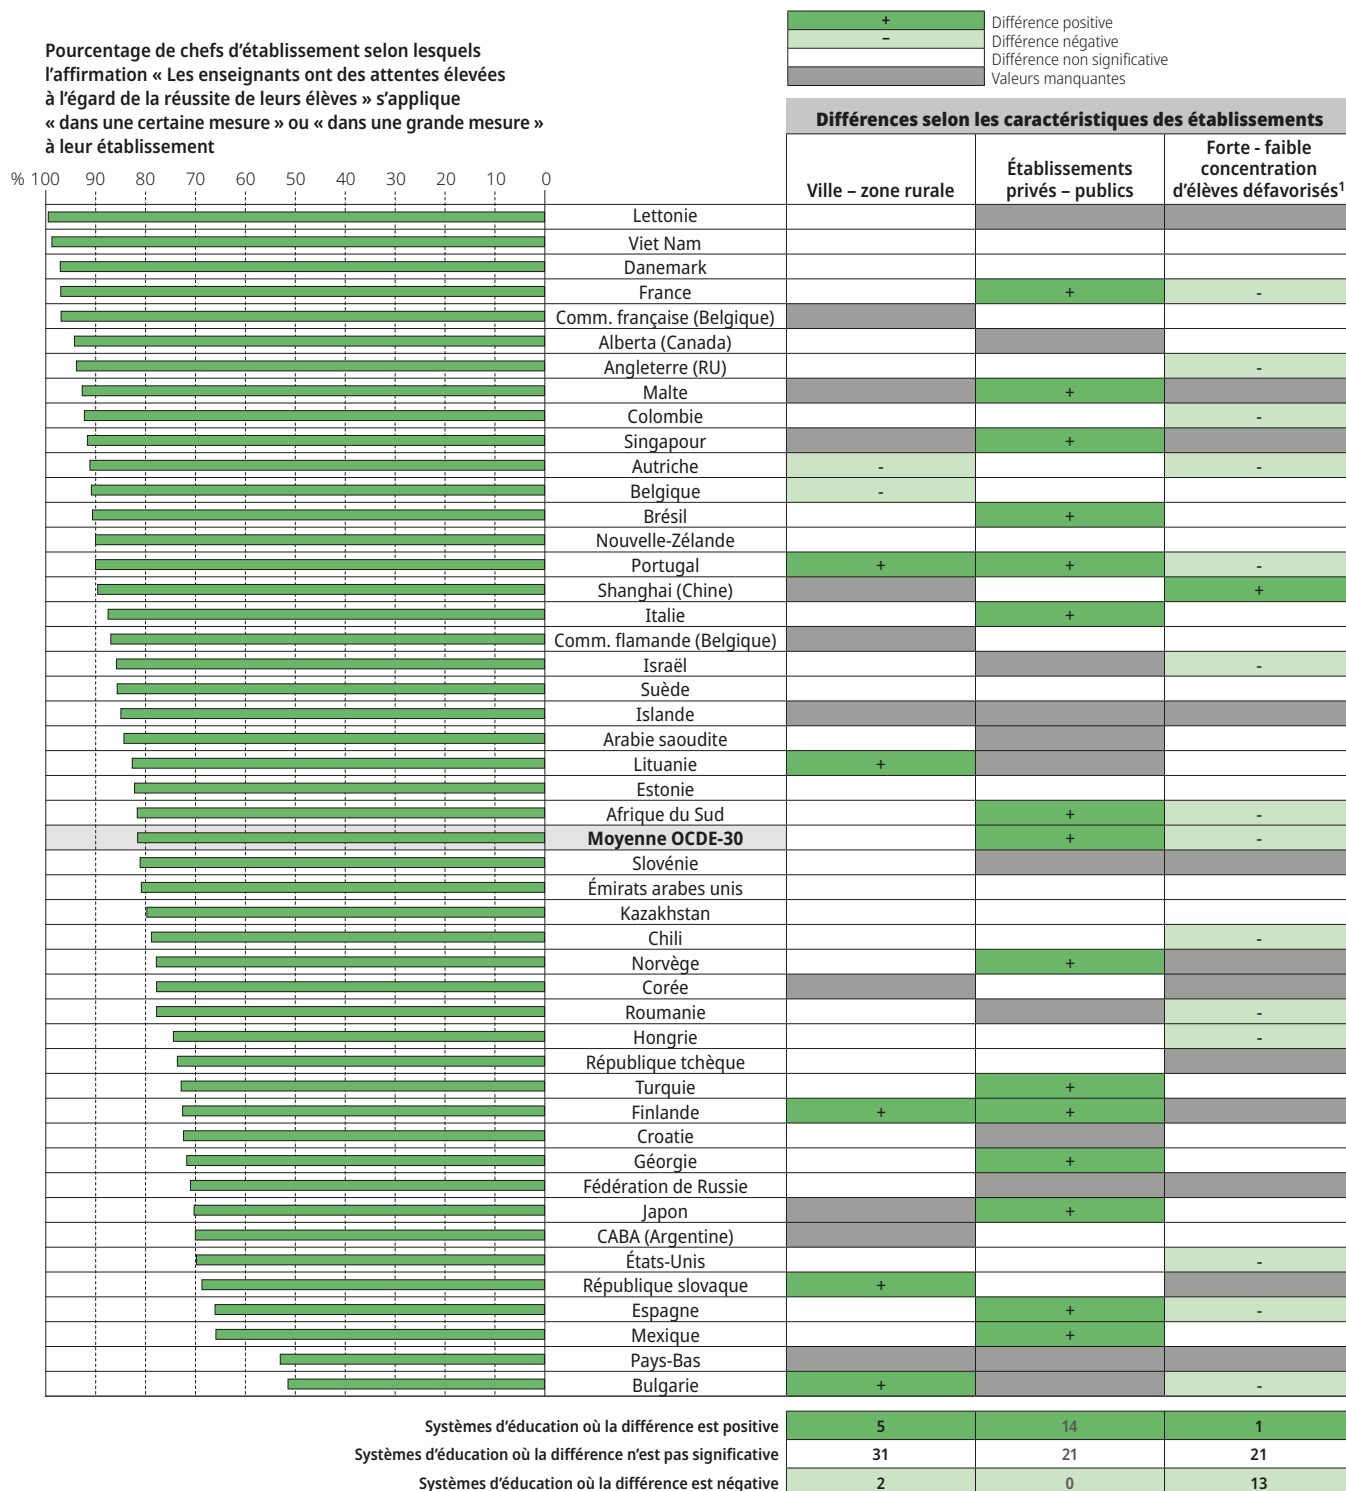 + Différence positive
– Différence négative
Différence non significative
Valeurs manquantes
Pourcentage de chefs d'établissement selon lesquels
l'affirmation « Les enseignants ont des attentes élevées
à l'égard de la réussite de leurs élèves » s'applique
« dans une certaine mesure » ou « dans une grande mesure »
à leur établissement
Différences selon les caractéristiques des établissements
Ville – zone rurale
Établissements
privés – publics
Forte - faible
concentration
d'élèves défavorisés¹
% 100 90 80 70 60 50 40 30 20 10 0
Lettonie
Viet Nam
Danemark
France + -
Comm. française (Belgique)
Alberta (Canada)
Angleterre (RU) -
Malte +
Colombie -
Singapour +
Autriche - -
Belgique -
Brésil +
Nouvelle-Zélande
Portugal + + -
Shanghai (Chine) +
Italie +
Comm. flamande (Belgique)
Israël -
Suède
Islande
Arabie saoudite
Lituanie +
Estonie
Afrique du Sud + -
Moyenne OCDE-30 + -
Slovénie
Émirats arabes unis
Kazakhstan
Chili -
Norvège +
Corée
Roumanie -
Hongrie -
République tchèque
Turquie +
Finlande + +
Croatie
Géorgie +
Fédération de Russie
Japon +
CABA (Argentine)
États-Unis -
République slovaque +
Espagne + -
Mexique +
Pays-Bas
Bulgarie + -
Systèmes d'éducation où la différence est positive 5 14 1
Systèmes d'éducation où la différence n'est pas significative 31 21 21
Systèmes d'éducation où la différence est négative 2 0 13